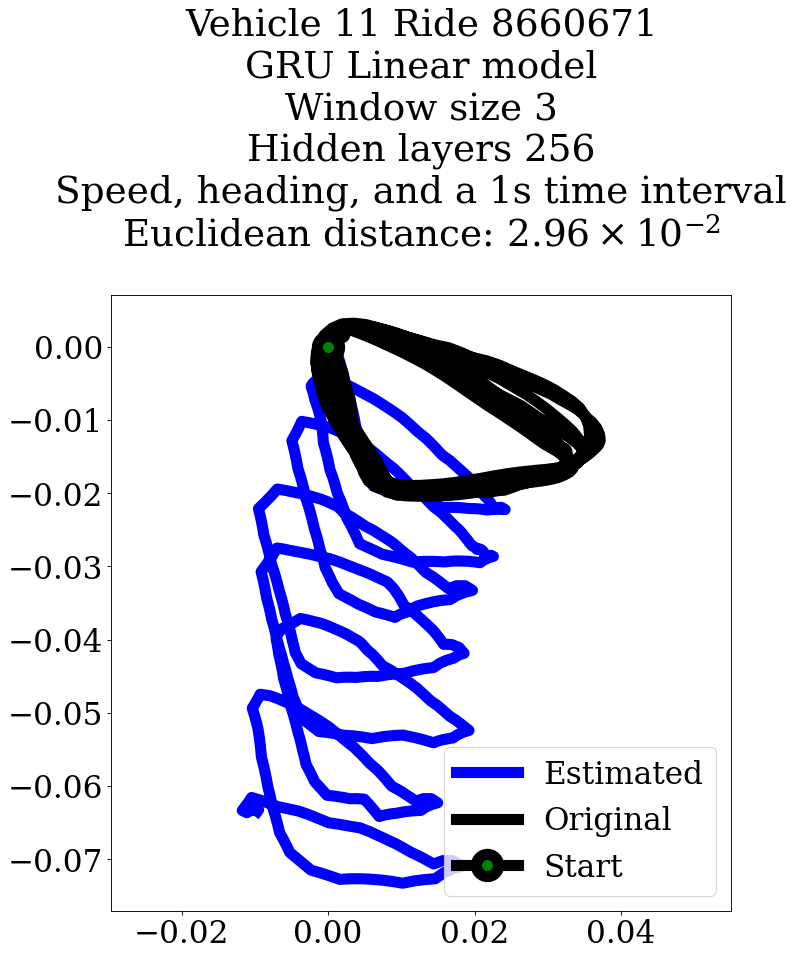 Vehicle 11 Ride 8660671
GRU Linear model
Window size 3
Hidden layers 256
Speed, heading, and a 1s time interval
Euclidean distance: 2.96 × 10⁻²
0.00
−0.01
−0.02
−0.03
−0.04
−0.05
−0.06
−0.07
Estimated
Original
Start
−0.02 0.00 0.02 0.04